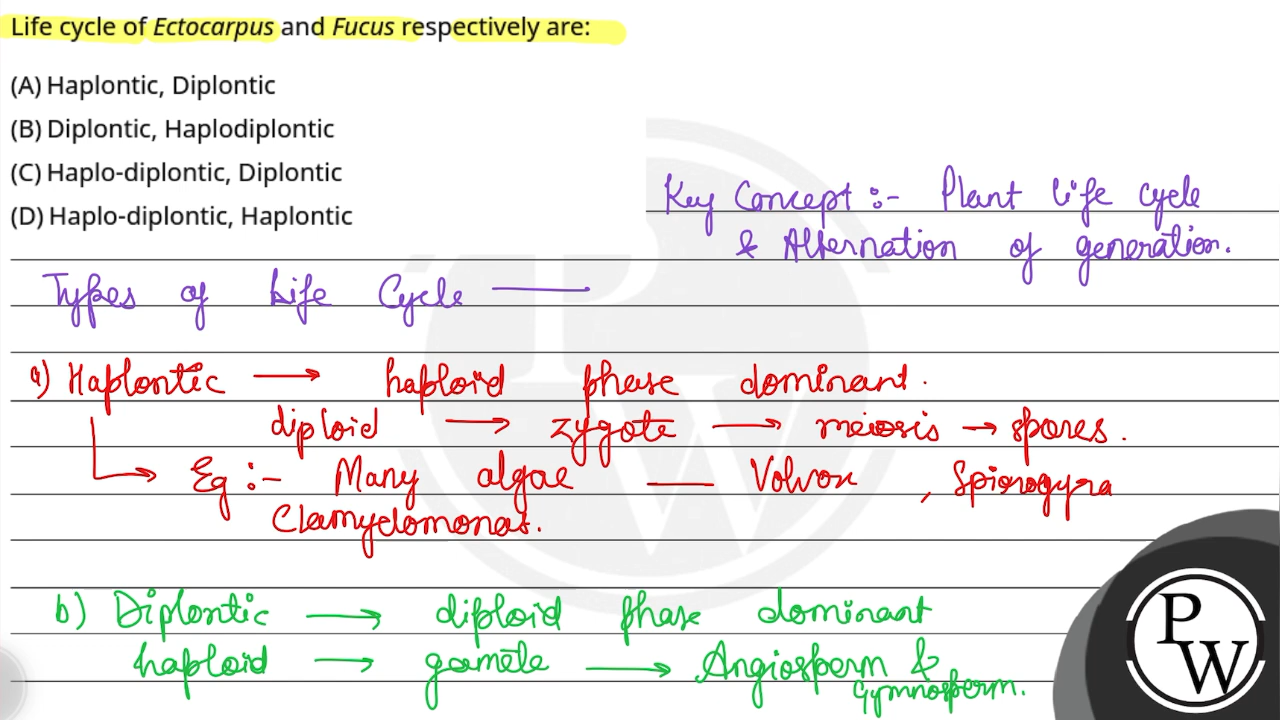 Life cycle of Ectocarpus and Fucus respectively are:
(A) Haplontic, Diplontic
(B) Diplontic, Haplodiplontic
(C) Haplo-diplontic, Diplontic
(D) Haplo-diplontic, Haplontic
Key Concept :- Plant life cycle
& Alternation of generation.
Types of Life Cycle —
a) Haplontic → haploid phase dominant.
diploid → zygote → meiosis → spores.
Eg :- Many algae — Volvox , Spirogyra
Clamydomonas.
b) Diplontic → diploid phase dominant
haploid → gamete → Angiosperm &
Gymnosperm.
P
W